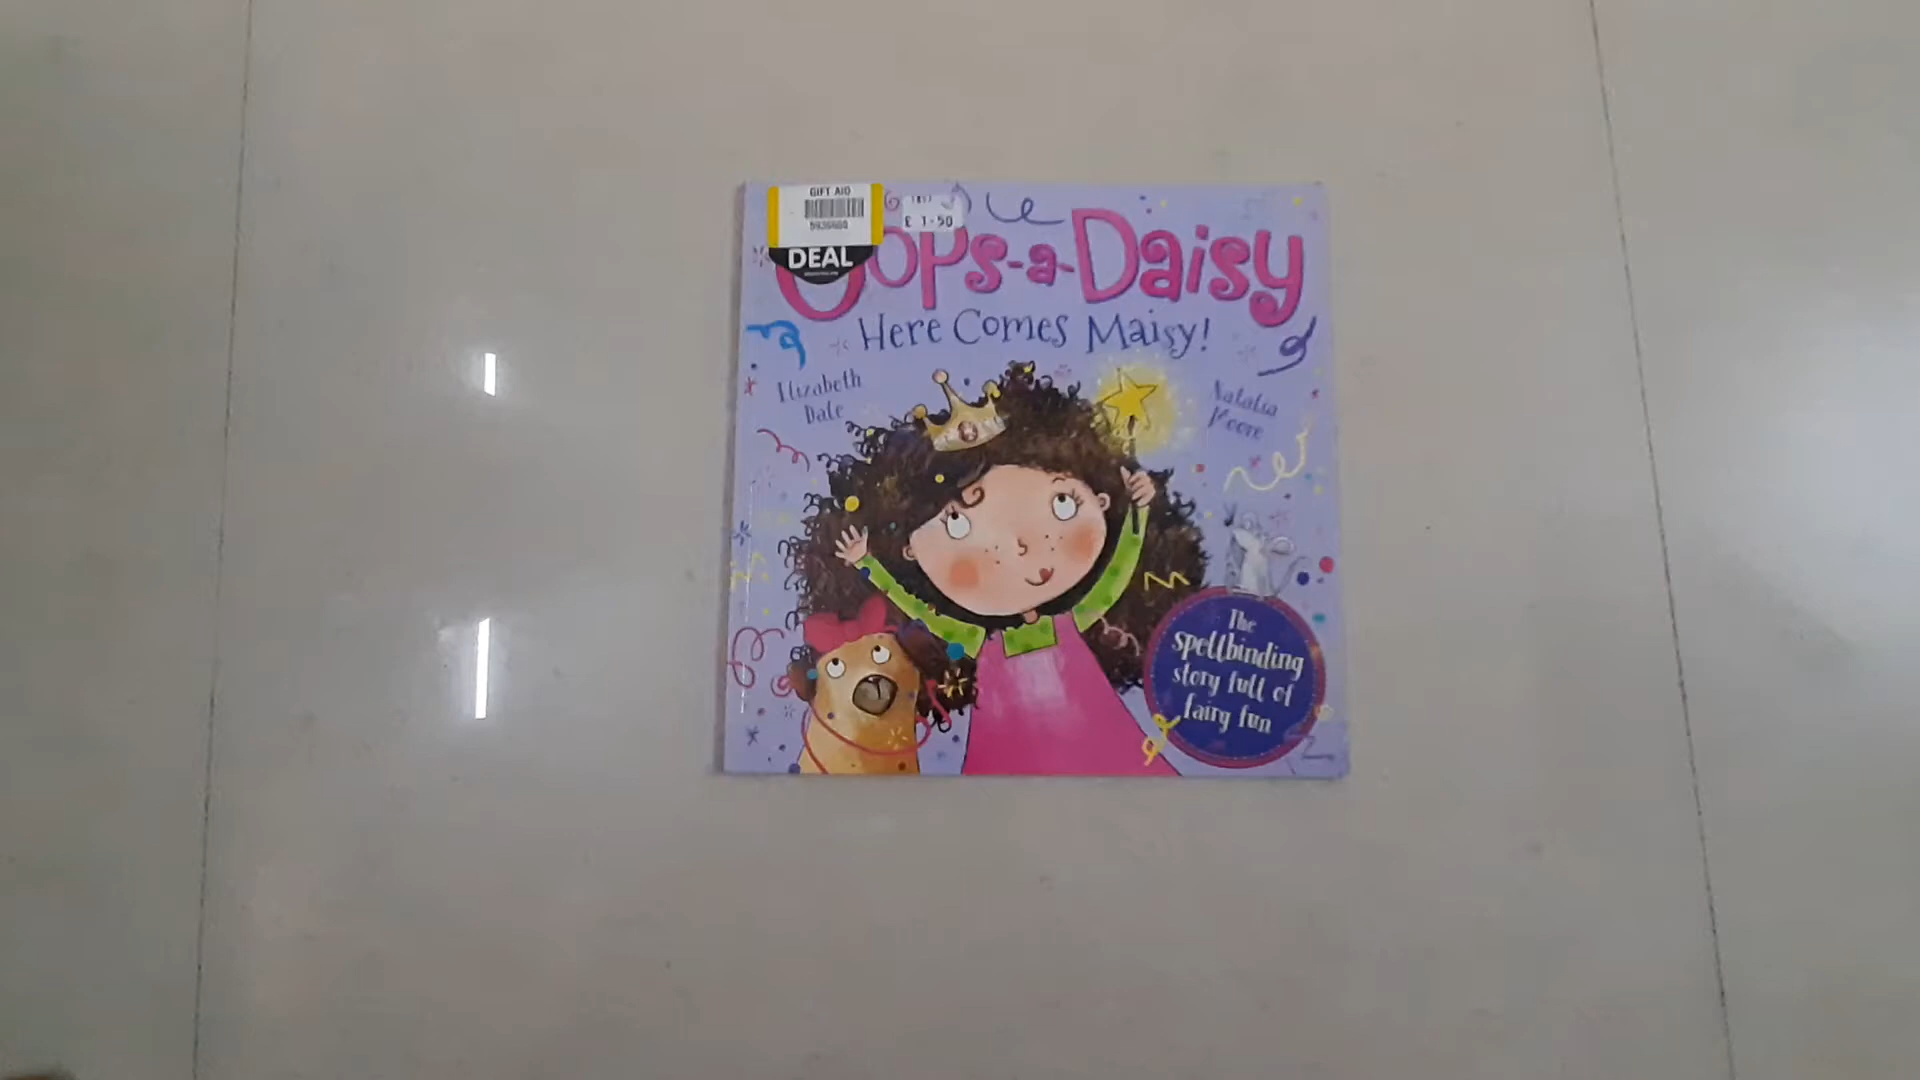 GIFT AID
DEAL
£ 1-50
Oops-a-Daisy
Here Comes Maisy!
Elizabeth
Dale
Natalia
Moore
The
spellbinding
story full of
fairy fun